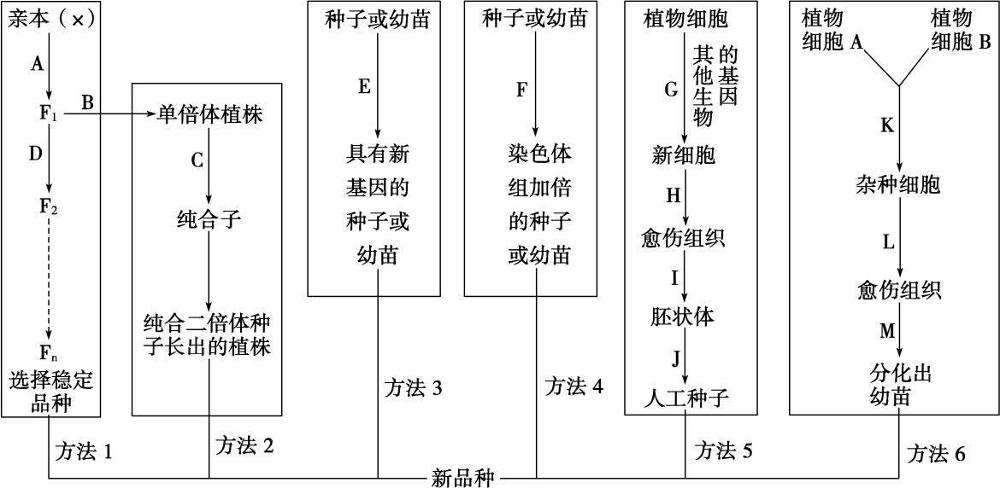 亲本（×）
A
F1
B
D
F2
Fn
选择稳定
品种
方法 1
单倍体植株
C
纯合子
纯合二倍体种
子长出的植株
方法 2
种子或幼苗
E
具有新
基因的
种子或
幼苗
方法 3
种子或幼苗
F
染色体
组加倍
的种子
或幼苗
方法 4
植物细胞
G
其他生物
的基因
新细胞
H
愈伤组织
I
胚状体
J
人工种子
方法 5
植物
细胞 A
植物
细胞 B
K
杂种细胞
L
愈伤组织
M
分化出
幼苗
方法 6
新品种